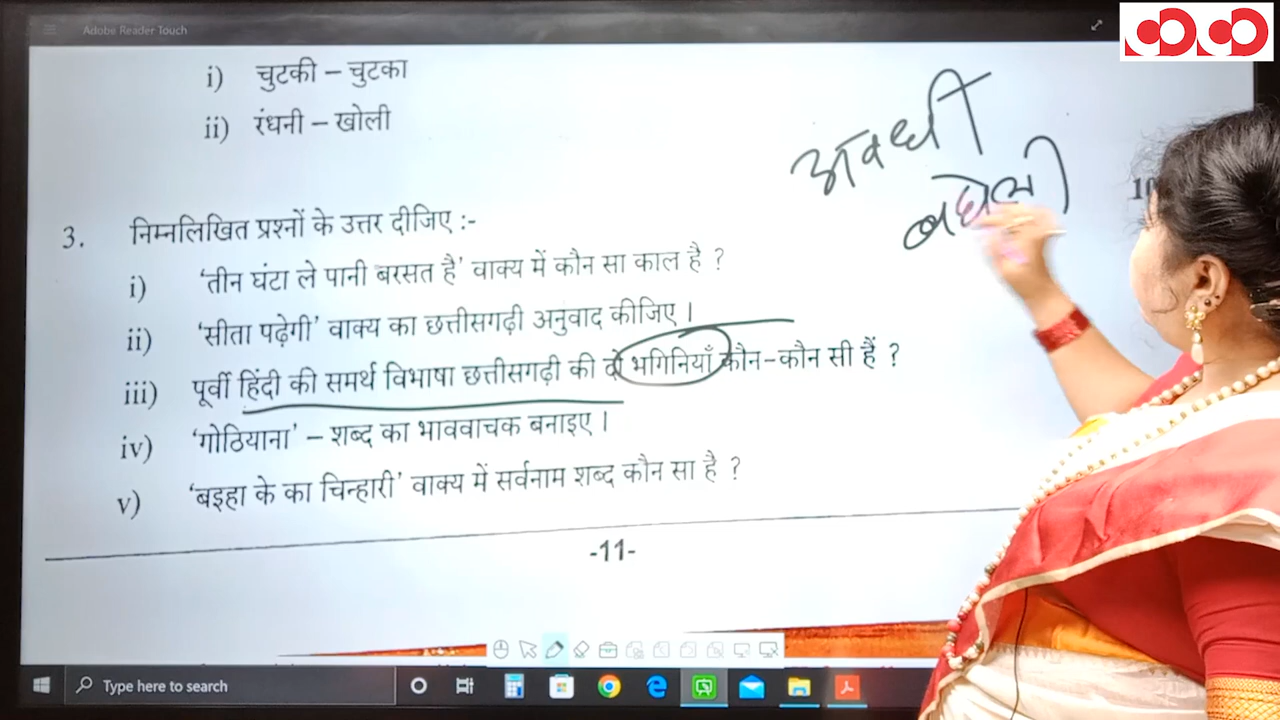 Adobe Reader Touch
i) चुटकी – चुटका
ii) रंधनी – खोली
अवधी
बघेली
10
3. निम्नलिखित प्रश्नों के उत्तर दीजिए :-
i) 'तीन घंटा ले पानी बरसत है' वाक्य में कौन सा काल है ?
ii) 'सीता पढ़ेगी' वाक्य का छत्तीसगढ़ी अनुवाद कीजिए ।
iii) पूर्वी हिंदी की समर्थ विभाषा छत्तीसगढ़ी की दो भगिनियाँ कौन-कौन सी हैं ?
iv) 'गोठियाना' – शब्द का भाववाचक बनाइए ।
v) 'बइहा के का चिन्हारी' वाक्य में सर्वनाम शब्द कौन सा है ?
-11-
Type here to search